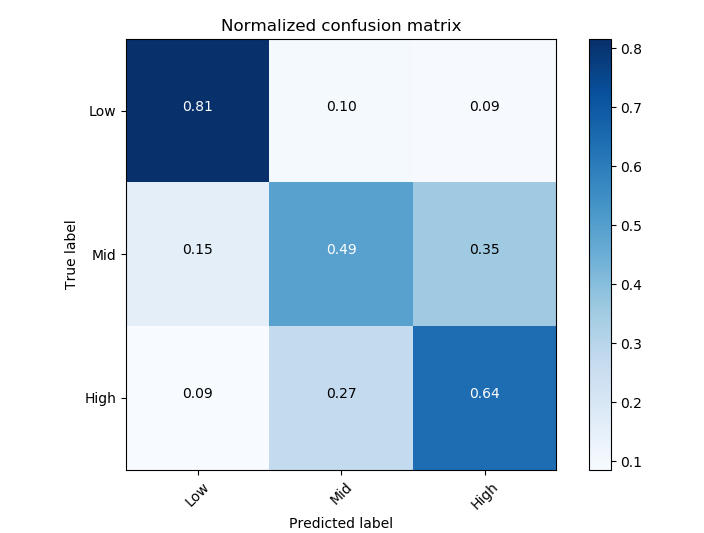 Normalized confusion matrix
True label
Low 0.81 0.10 0.09
Mid 0.15 0.49 0.35
High 0.09 0.27 0.64
Low Mid High
Predicted label
0.8
0.7
0.6
0.5
0.4
0.3
0.2
0.1